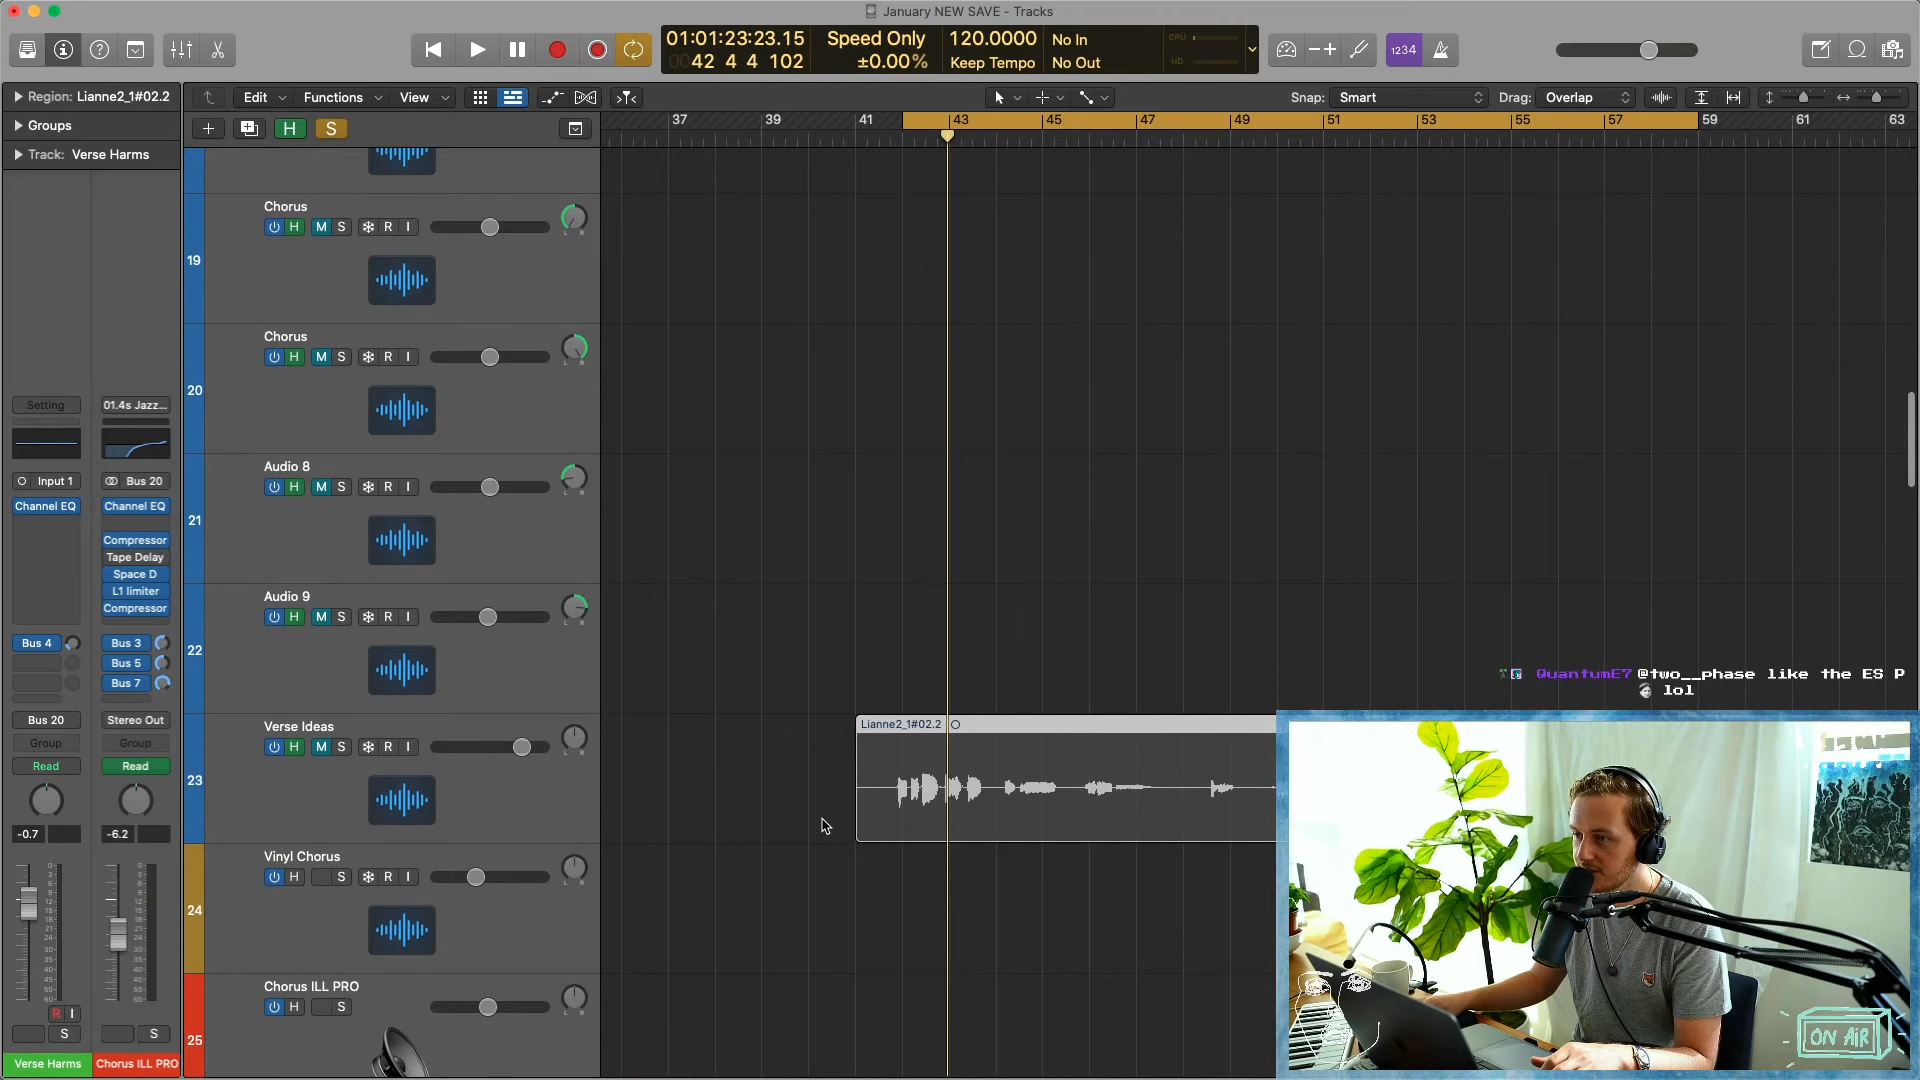 January NEW SAVE - Tracks
1234
01:01:23:23.15
0042 4 4 102
Speed Only
±0.00%
120.0000
Keep Tempo
No In
No Out
CPU
HD
Region: Lianne2_1#02.2
Groups
Track: Verse Harms
Edit
Functions
View
Snap: Smart
Drag: Overlap
H
S
37 39 41 43 45 47 49 51 53 55 57 59 61 63
Chorus
H M S R I
L R
19
Chorus
H M S R I
L R
20
Audio 8
H M S R I
L R
21
Audio 9
H M S R I
L R
22
Verse Ideas
H M S R I
23
Vinyl Chorus
H S R I
24
Chorus ILL PRO
H S
25
Lianne2_1#02.2
Setting
01.4s Jazz...
Input 1
Bus 20
Channel EQ
Channel EQ
Compressor
Tape Delay
Space D
L1 limiter
Compressor
Bus 4
Bus 3
Bus 5
Bus 7
Bus 20
Stereo Out
Group
Group
Read
Read
-0.7
-6.2
R I
S
S
Verse Harms
Chorus ILL PRO
QuantumE7 @two__phase like the ES P
lol
ON AiR